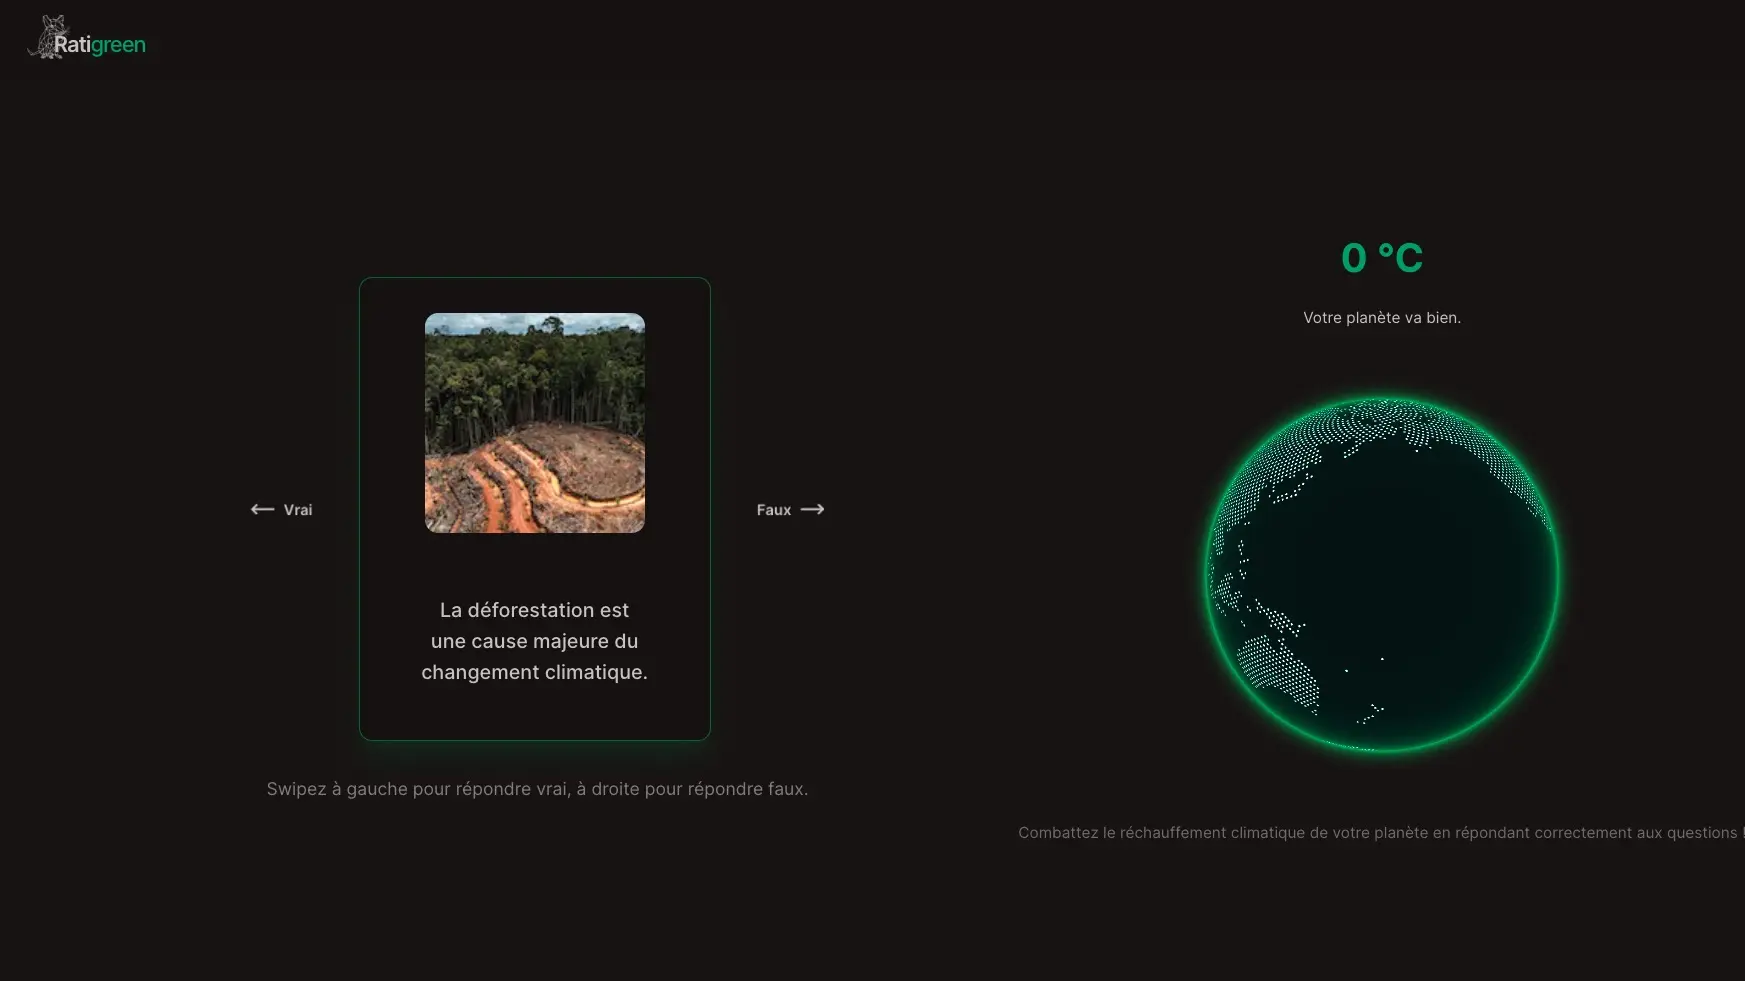 Ratigreen
0 °C
Votre planète va bien.
← Vrai
Faux →
La déforestation est
une cause majeure du
changement climatique.
Swipez à gauche pour répondre vrai, à droite pour répondre faux.
Combattez le réchauffement climatique de votre planète en répondant correctement aux questions !